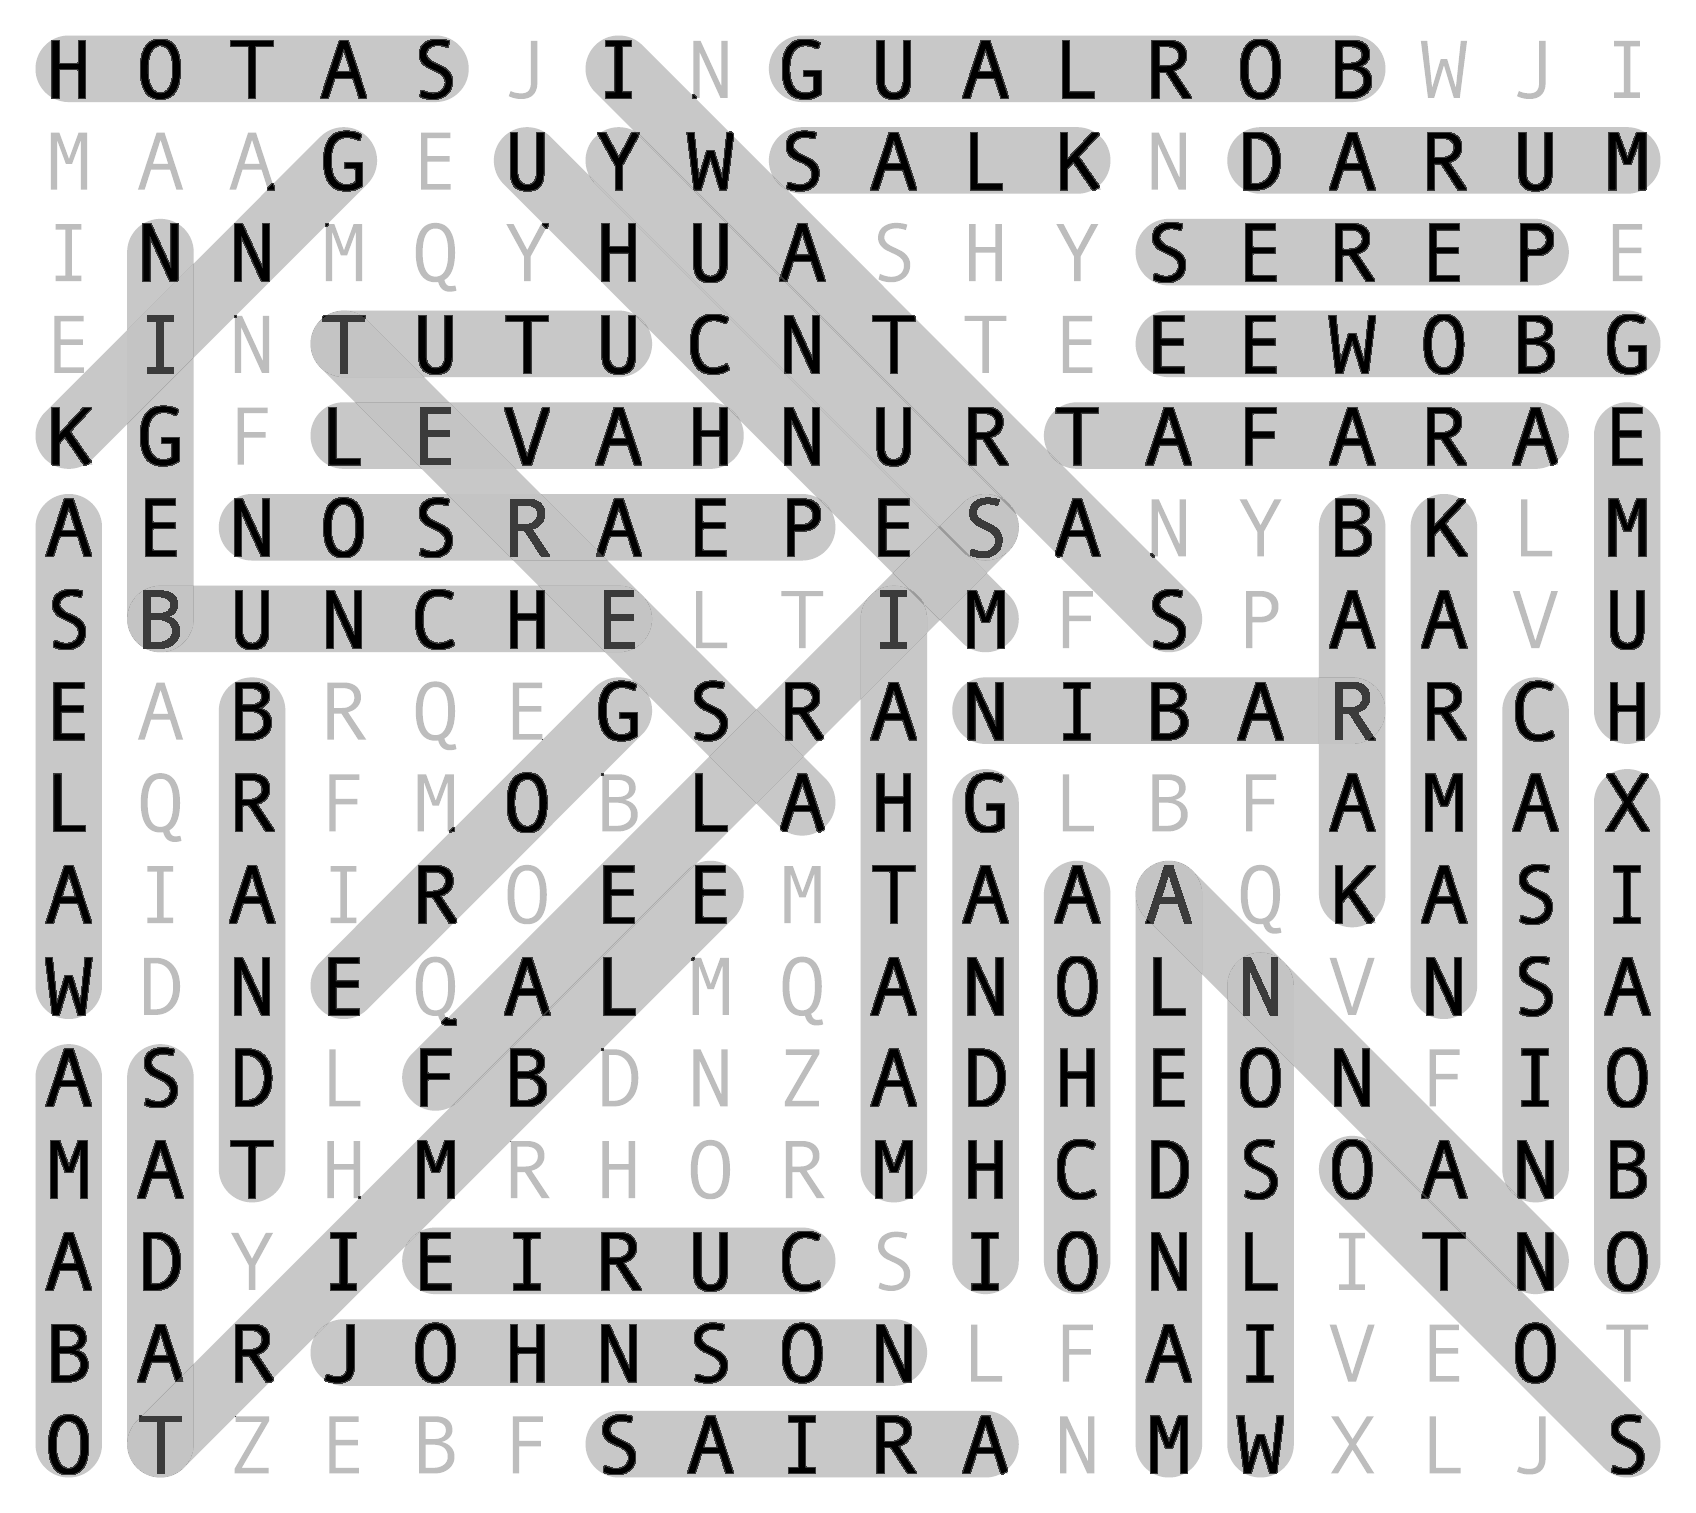 H O T A S J I N G U A L R O B W J I
M A A G E U Y W S A L K N D A R U M
I N N M Q Y H U A S H Y S E R E P E
E I N T U T U C N T T E E E W O B G
K G F L E V A H N U R T A F A R A E
A E N O S R A E P E S A N Y B K L M
S B U N C H E L T I M F S P A A V U
E A B R Q E G S R A N I B A R R C H
L Q R F M O B L A H G L B F A M A X
A I A I R O E E M T A A A Q K A S I
W D N E Q A L M Q A N O L N V N S A
A S D L F B D N Z A D H E O N F I O
M A T H M R H O R M H C D S O A N B
A D Y I E I R U C S I O N L I T N O
B A R J O H N S O N L F A I V E O T
O T Z E B F S A I R A N M W X L J S